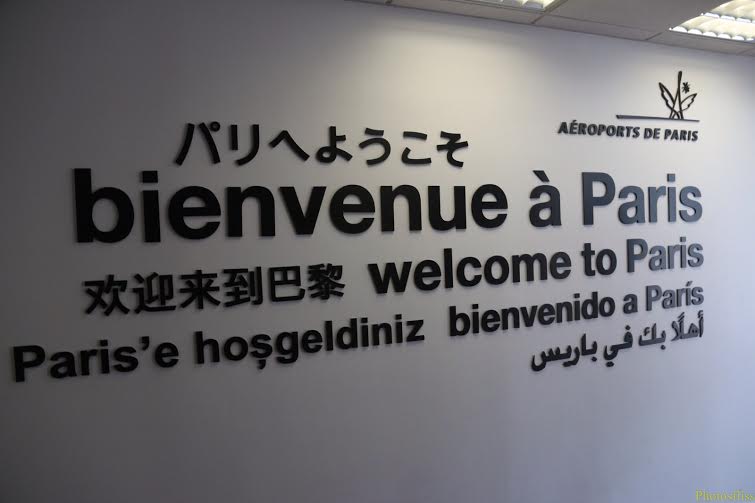 AÉROPORTS DE PARIS
パリへようこそ
bienvenue à Paris
欢迎来到巴黎 welcome to Paris
Paris'e hoşgeldiniz bienvenido a París
أهلًا بك في باريس